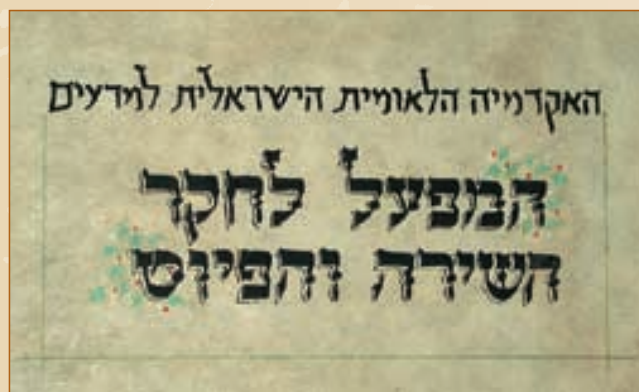 האקדמיה הלאומית הישראלית למדעים
המפעל לחקר
השירה והפיוט